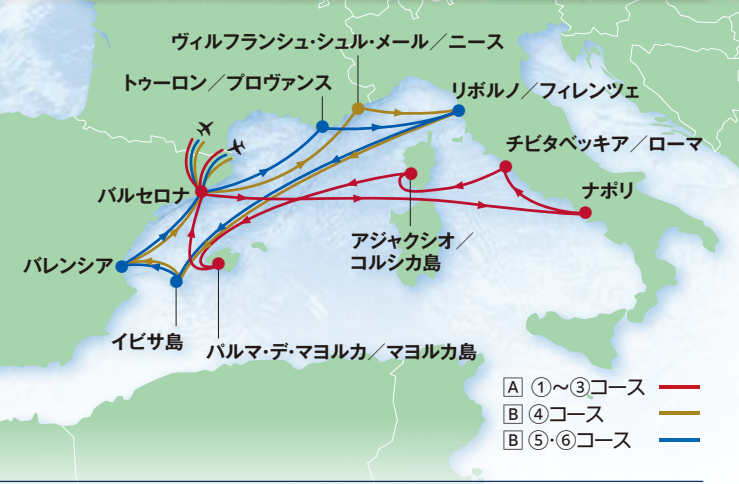 ヴィルフランシュ・シュル・メール／ニース
トゥーロン／プロヴァンス
リボルノ／フィレンツェ
チビタベッキア／ローマ
バルセロナ
ナポリ
アジャクシオ／
コルシカ島
バレンシア
イビサ島
パルマ・デ・マヨルカ／マヨルカ島
A ①〜③コース
B ④コース
B ⑤・⑥コース